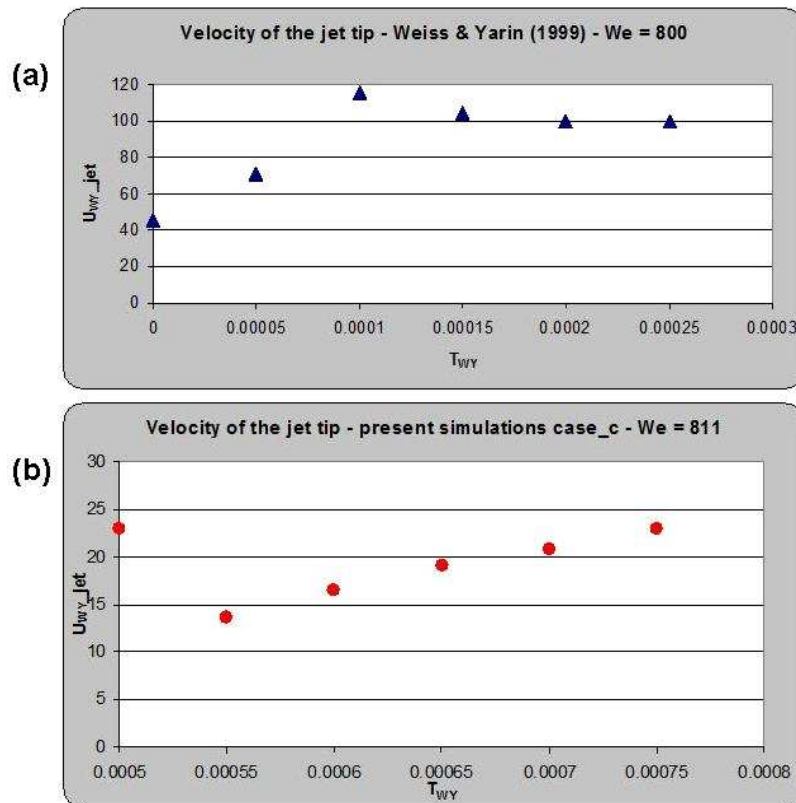 (a)
Velocity of the jet tip - Weiss & Yarin (1999) - We = 800
U_WY_jet
120
100
80
60
40
20
0
0 0.00005 0.0001 0.00015 0.0002 0.00025 0.0003
T_WY
(b)
Velocity of the jet tip - present simulations case_c - We = 811
U_WY_jet
30
25
20
15
10
5
0
0.0005 0.00055 0.0006 0.00065 0.0007 0.00075 0.0008
T_WY